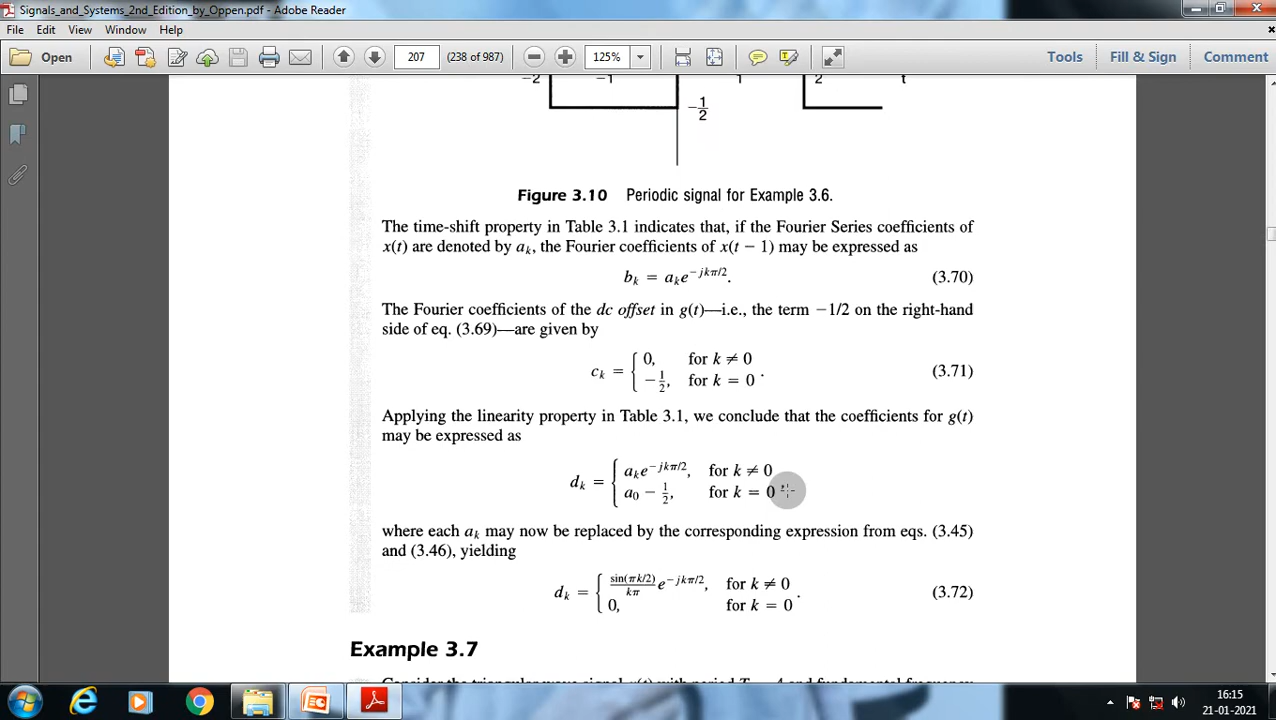 Signals_and_Systems_2nd_Edition_by_Oppen.pdf - Adobe Reader
File Edit View Window Help
Open 207 (238 of 987) 125% Tools Fill & Sign Comment
−2 −1 1 2 t
−1/2
Figure 3.10 Periodic signal for Example 3.6.
The time-shift property in Table 3.1 indicates that, if the Fourier Series coefficients of
x(t) are denoted by a_k, the Fourier coefficients of x(t − 1) may be expressed as
b_k = a_k e^{−jkπ/2}. (3.70)
The Fourier coefficients of the dc offset in g(t)—i.e., the term −1/2 on the right-hand
side of eq. (3.69)—are given by
c_k = { 0, for k ≠ 0
−1/2, for k = 0 . (3.71)
Applying the linearity property in Table 3.1, we conclude that the coefficients for g(t)
may be expressed as
d_k = { a_k e^{−jkπ/2}, for k ≠ 0
a_0 − 1/2, for k = 0
where each a_k may now be replaced by the corresponding expression from eqs. (3.45)
and (3.46), yielding
d_k = { sin(πk/2)/kπ e^{−jkπ/2}, for k ≠ 0
0, for k = 0 . (3.72)
Example 3.7
Consider the triangular wave signal x(t) with period T = 4 and fundamental frequency
16:15
21-01-2021